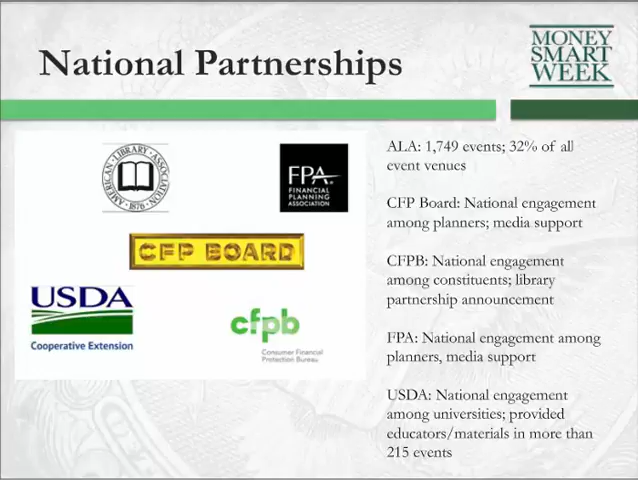 National Partnerships
MONEY
SMART
WEEK
AMERICAN LIBRARY ASSOCIATION
1876
FPA
FINANCIAL
PLANNING
ASSOCIATION
CFP BOARD
USDA
Cooperative Extension
cfpb
Consumer Financial
Protection Bureau
ALA: 1,749 events; 32% of all
event venues
CFP Board: National engagement
among planners; media support
CFPB: National engagement
among constituents; library
partnership announcement
FPA: National engagement among
planners, media support
USDA: National engagement
among universities; provided
educators/materials in more than
215 events